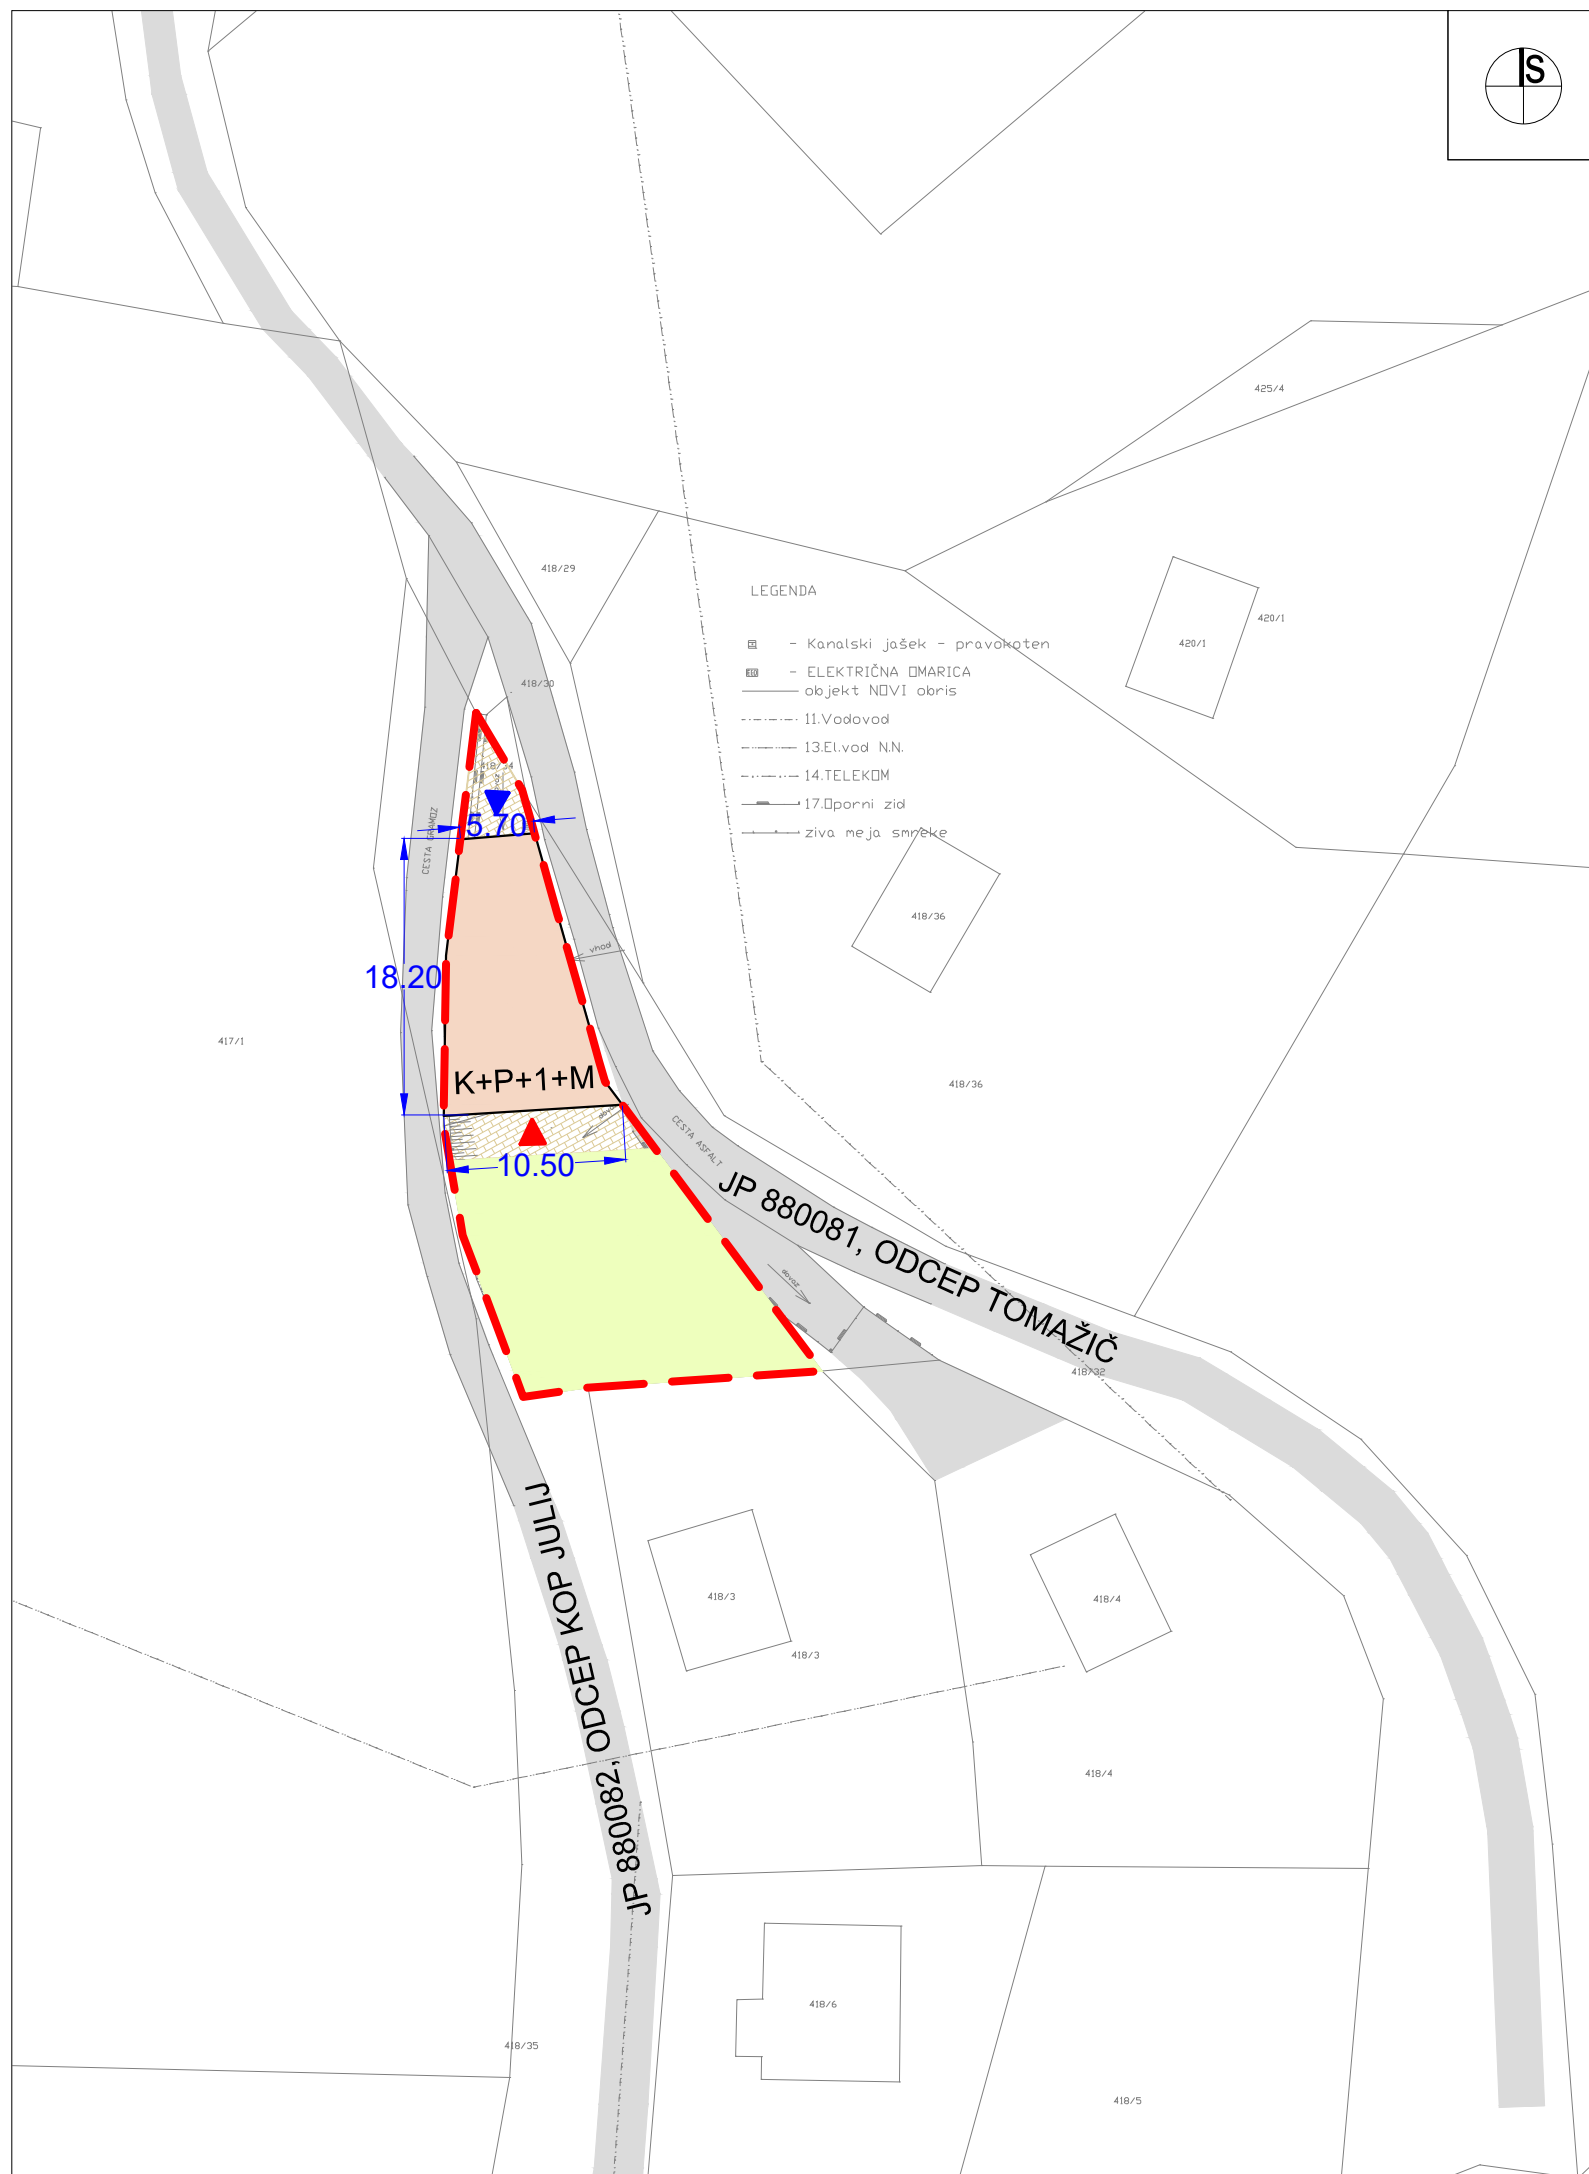 S
425/4
418/29
LEGENDA
420/1
420/1
- Kanalski jašek - pravokoten
- ELEKTRIČNA OMARICA
objekt NOVI obris
418/30
11.Vodovod
13.El.vod N.N.
14.TELEKOM
17.Oporni zid
ziva meja smreke
5.70
CESTA GRAMOZ
418/36
vhod
18.20
417/1
K+P+1+M
418/36
CESTA ASFALT
10.50
JP 880081, ODCEP TOMAŽIČ
dovoz
418/32
JP 880082, ODCEP KOP JULIJ
418/3
418/4
418/3
418/4
418/6
418/35
418/5